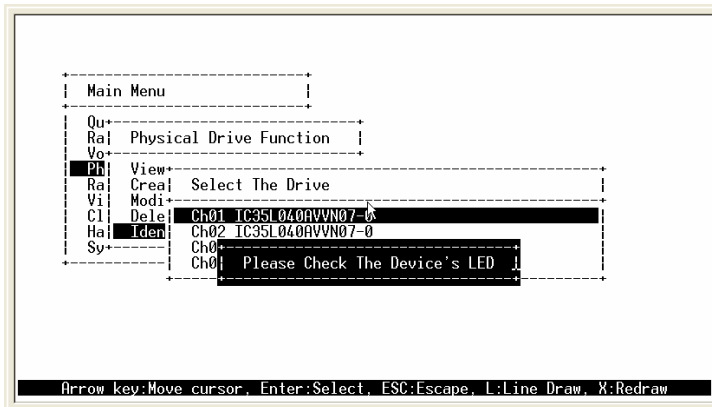 Main Menu
Qu
Ra Physical Drive Function
Vo
Ph View
Ra Crea Select The Drive
Vi Modi
Cl Dele Ch01 IC35L040AVVN07-0
Ha Iden Ch02 IC35L040AVVN07-0
Sy Ch0
Ch0 Please Check The Device's LED
Arrow key:Move cursor, Enter:Select, ESC:Escape, L:Line Draw, X:Redraw